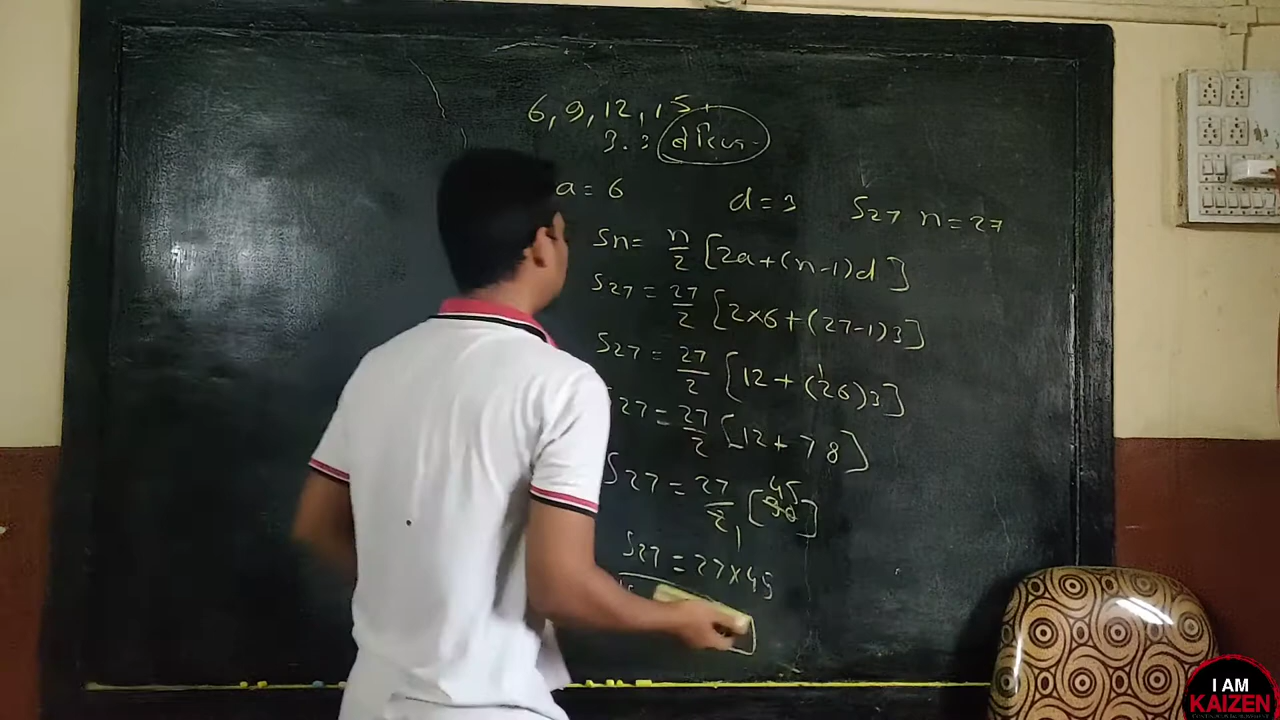 6, 9, 12, 15,
3. 3
a = 6 d = 3 S27 n = 27
Sn = n/2 [2a + (n-1)d]
S27 = 27/2 [2×6 + (27-1)3]
S27 = 27/2 [12 + (26)3]
27 = 27/2 [12 + 78]
S27 = 27/2 [90] 45 1
S27 = 27×45
I AM
KAIZEN